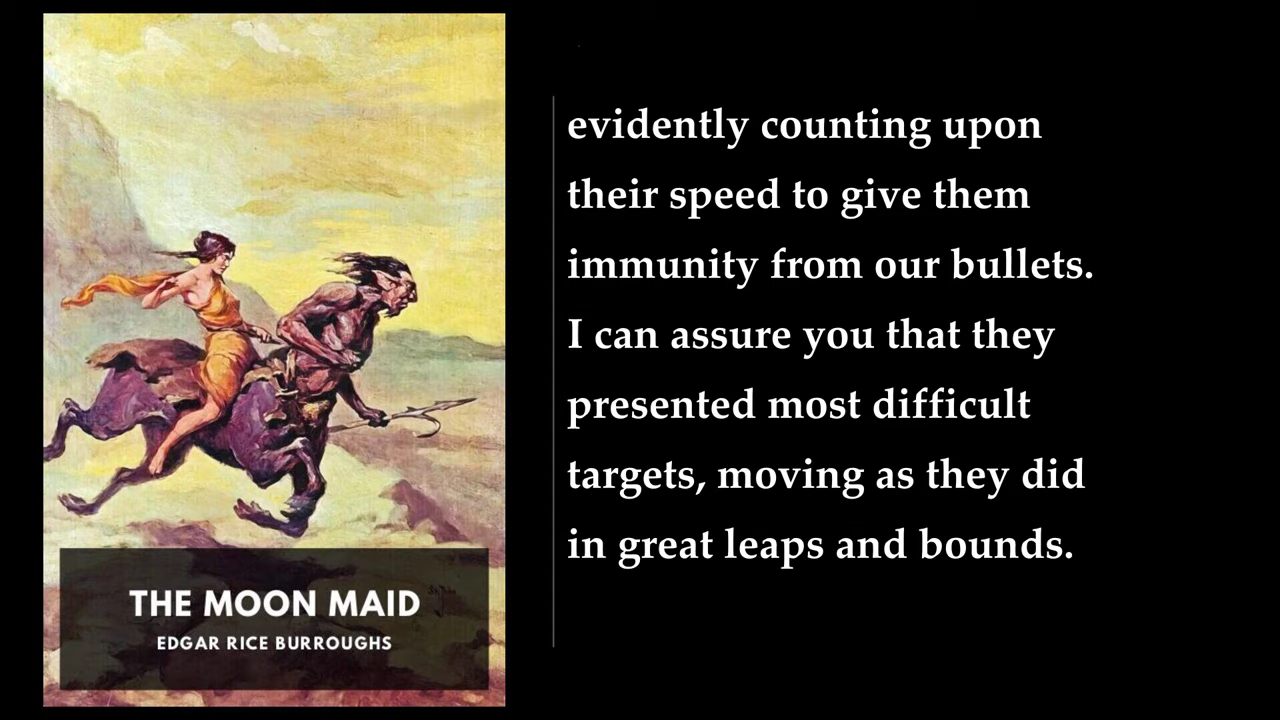 THE MOON MAID
EDGAR RICE BURROUGHS
evidently counting upon
their speed to give them
immunity from our bullets.
I can assure you that they
presented most difficult
targets, moving as they did
in great leaps and bounds.